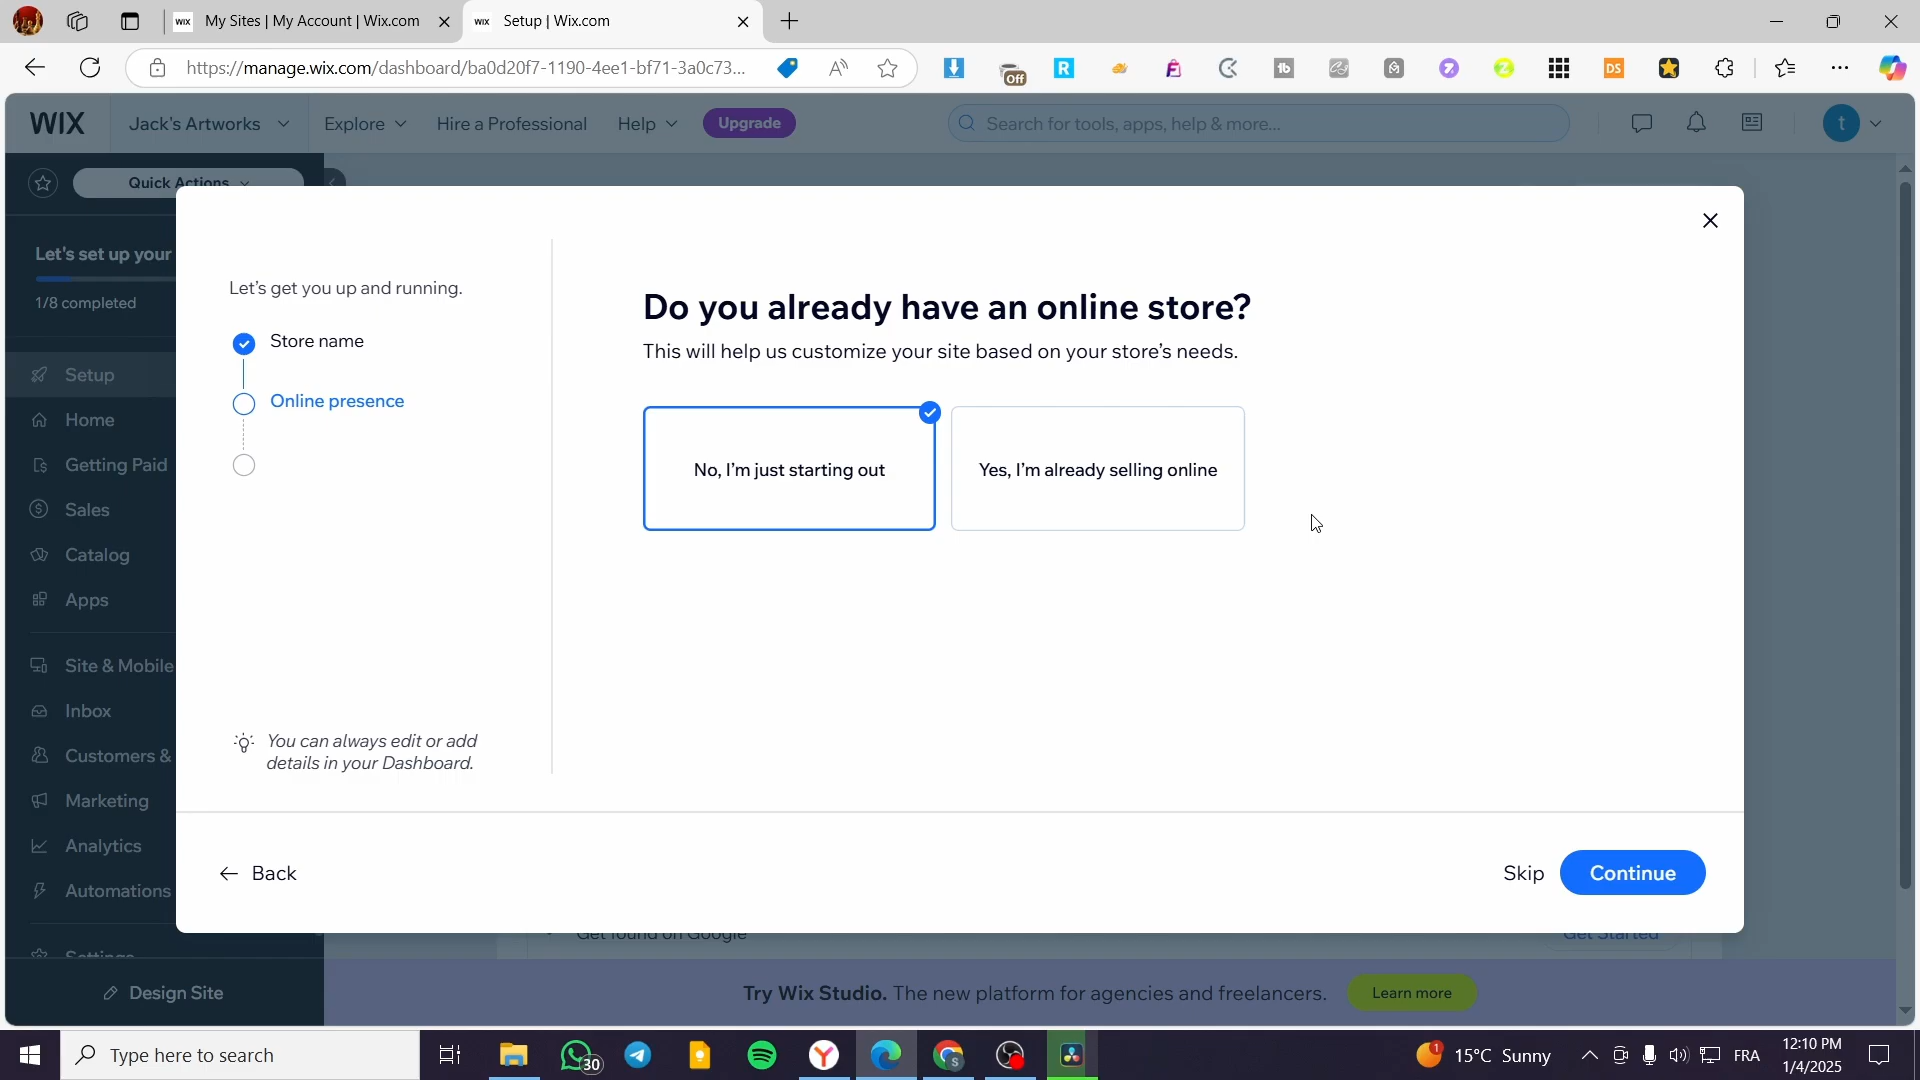 My Sites | My Account | Wix.com
Setup | Wix.com
https://manage.wix.com/dashboard/ba0d20f7-1190-4ee1-bf71-3a0c73...
WIX
Jack's Artworks
Explore
Hire a Professional
Help
Upgrade
Search for tools, apps, help & more...
t
Quick Actions
Let's set up your
1/8 completed
Setup
Home
Getting Paid
Sales
Catalog
Apps
Site & Mobile
Inbox
Customers &
Marketing
Analytics
Automations
Settings
Design Site
Let's get you up and running.
Store name
Online presence
You can always edit or add
details in your Dashboard.
Do you already have an online store?
This will help us customize your site based on your store's needs.
No, I'm just starting out
Yes, I'm already selling online
Back
Skip
Continue
Get found on Google
Get Started
Try Wix Studio. The new platform for agencies and freelancers.
Learn more
Type here to search
30
15°C Sunny
FRA
12:10 PM
1/4/2025